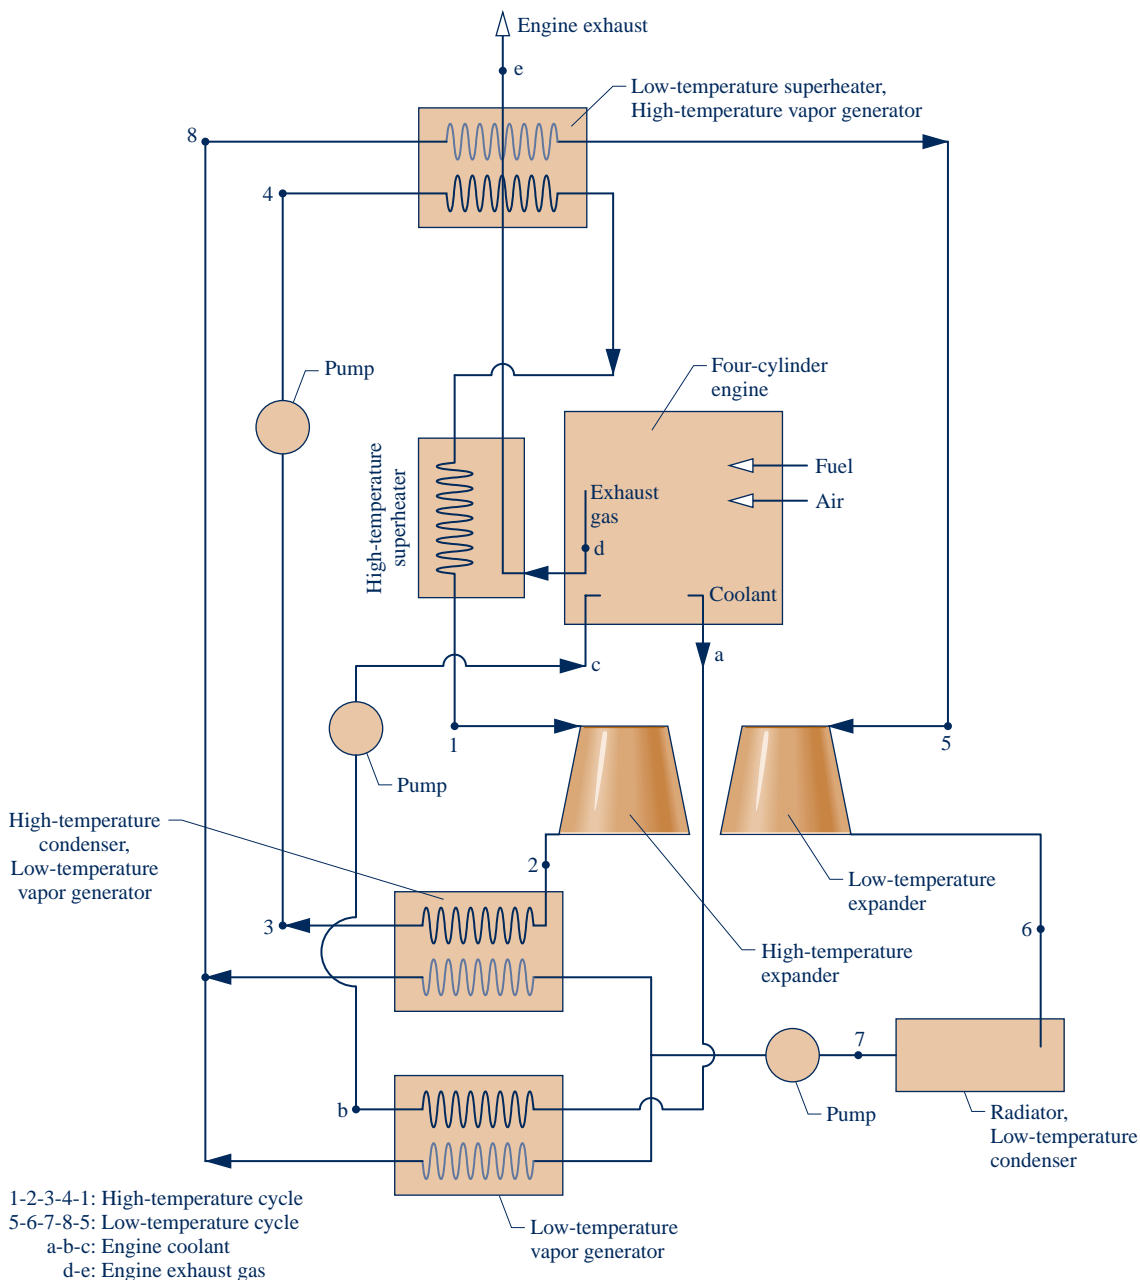 Engine exhaust
e
Low-temperature superheater,
High-temperature vapor generator
8
4
Pump
Four-cylinder
engine
High-temperature
superheater
Fuel
Air
Exhaust
gas
d
Coolant
c
a
1
5
Pump
High-temperature
condenser,
Low-temperature
vapor generator
2
3
Low-temperature
expander
High-temperature
expander
6
7
Pump
Radiator,
Low-temperature
condenser
b
Low-temperature
vapor generator
1-2-3-4-1: High-temperature cycle
5-6-7-8-5: Low-temperature cycle
a-b-c: Engine coolant
d-e: Engine exhaust gas